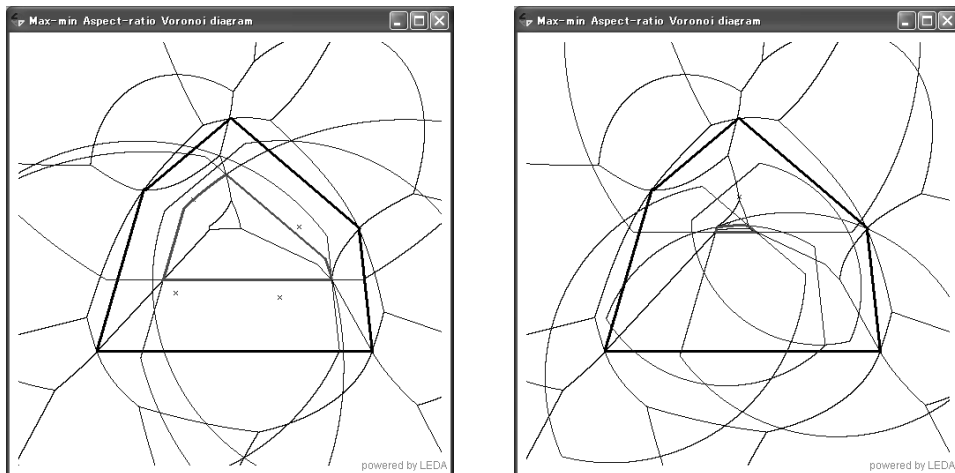 Max-min Aspect-ratio Voronoi diagram
powered by LEDA
Max-min Aspect-ratio Voronoi diagram
powered by LEDA